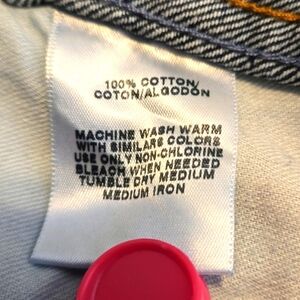 100% COTTON/
COTON/ALGODON
MACHINE WASH WARM
WITH SIMILARS COLORS
USE ONLY NON-CHLORINE
BLEACH WHEN NEEDED
TUMBLE DRY MEDIUM
MEDIUM IRON